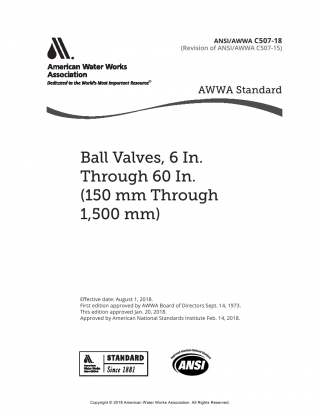 ANSI/AWWA C507-18
(Revision of ANSI/AWWA C507-15)
American Water Works
Association
Dedicated to the World's Most Important Resource®
AWWA Standard
Ball Valves, 6 In.
Through 60 In.
(150 mm Through
1,500 mm)
Effective date: August 1, 2018.
First edition approved by AWWA Board of Directors Sept. 14, 1973.
This edition approved Jan. 20, 2018.
Approved by American National Standards Institute Feb. 14, 2018.
American Water Works
Association
STANDARD
Since 1881
ANSI
Copyright © 2018 American Water Works Association. All Rights Reserved.